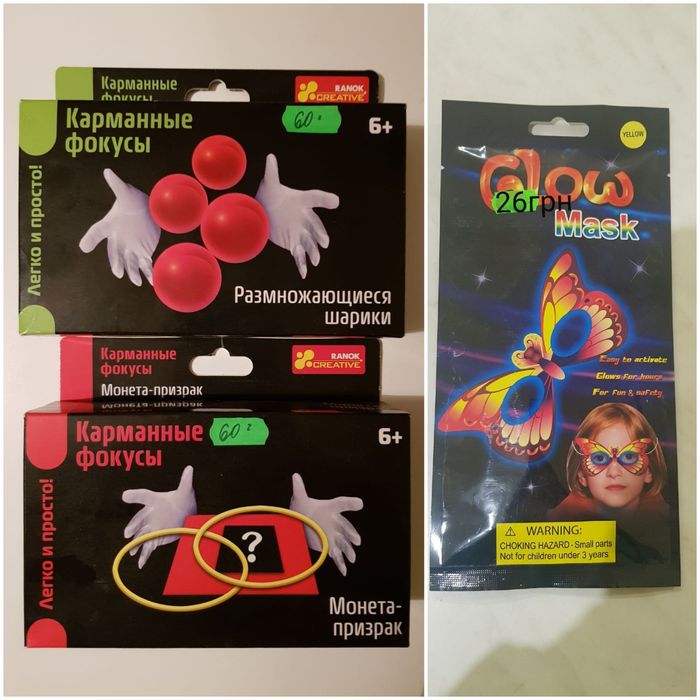 Карманные
фокусы
RANOK
CREATIVE
Карманные
фокусы
60
6+
Легко и просто!
Размножающиеся
шарики
Карманные
фокусы
Монета-призрак
RANOK
CREATIVE
Карманные
фокусы
60
6+
Легко и просто!
?
Монета-
призрак
YELLOW
Glow
26грн
Mask
Easy to activate
Glows for hours
For fun & safety
WARNING:
CHOKING HAZARD - Small parts
Not for children under 3 years